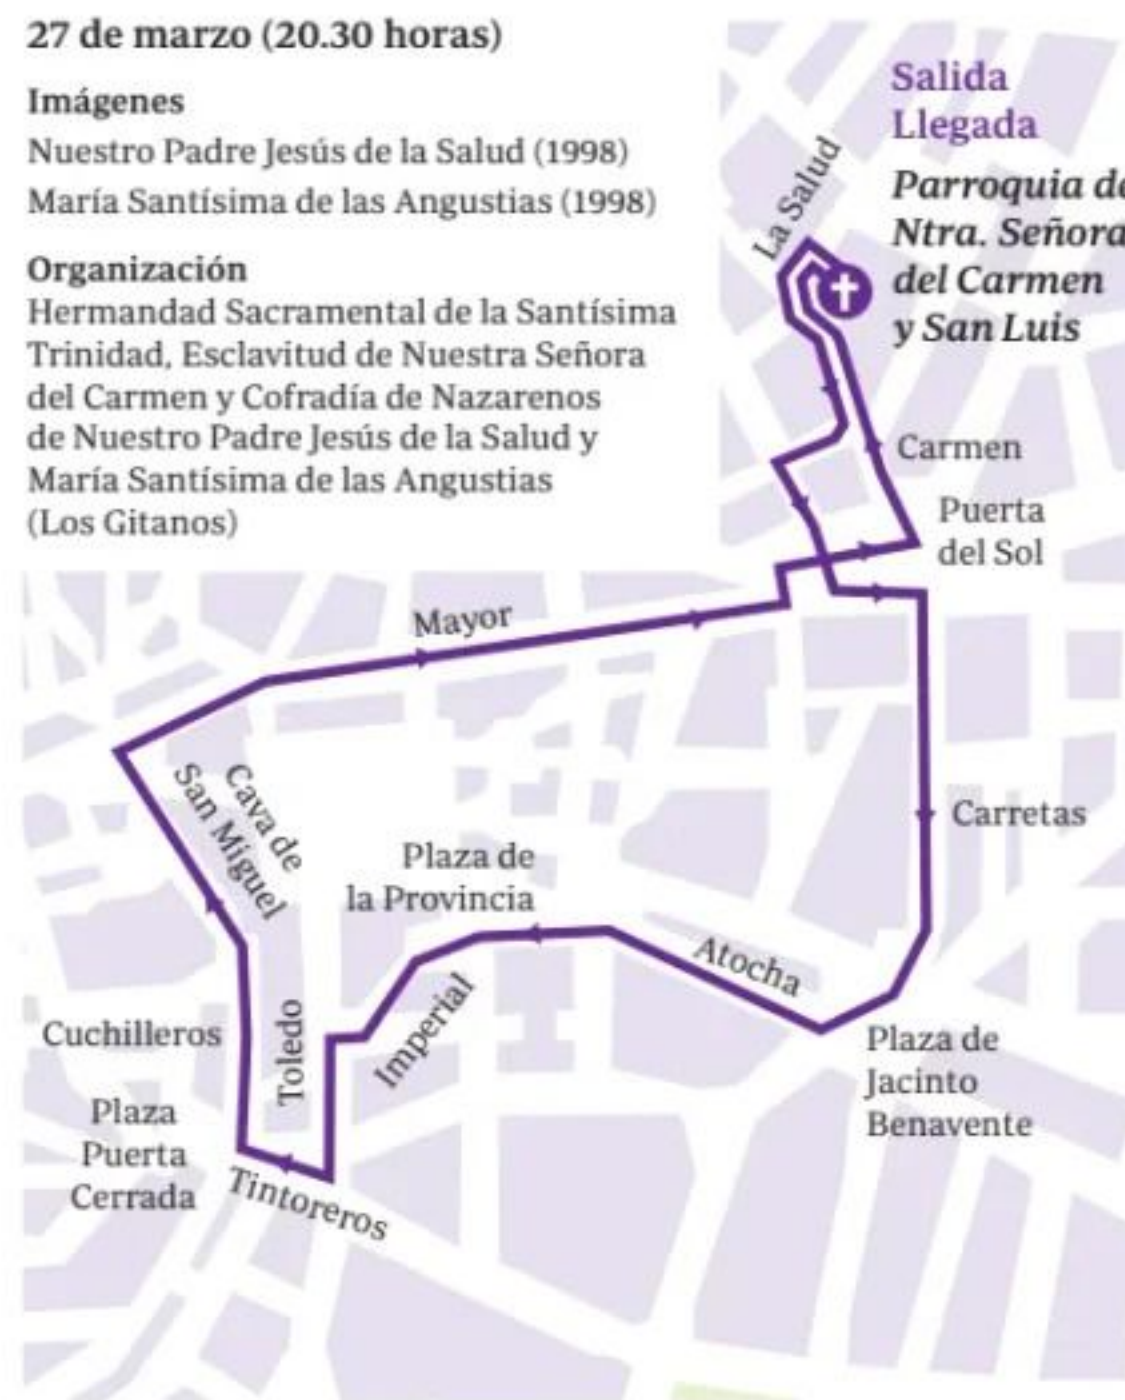 27 de marzo (20.30 horas)
Imágenes
Nuestro Padre Jesús de la Salud (1998)
María Santísima de las Angustias (1998)
Organización
Hermandad Sacramental de la Santísima
Trinidad, Esclavitud de Nuestra Señora
del Carmen y Cofradía de Nazarenos
de Nuestro Padre Jesús de la Salud y
María Santísima de las Angustias
(Los Gitanos)
Salida
Llegada
Parroquia de
Ntra. Señora
del Carmen
y San Luis
La Salud
Carmen
Puerta
del Sol
Mayor
Cava de
San Miguel
Carretas
Plaza de
la Provincia
Atocha
Imperial
Toledo
Cuchilleros
Plaza de
Jacinto
Benavente
Plaza
Puerta
Cerrada
Tintoreros